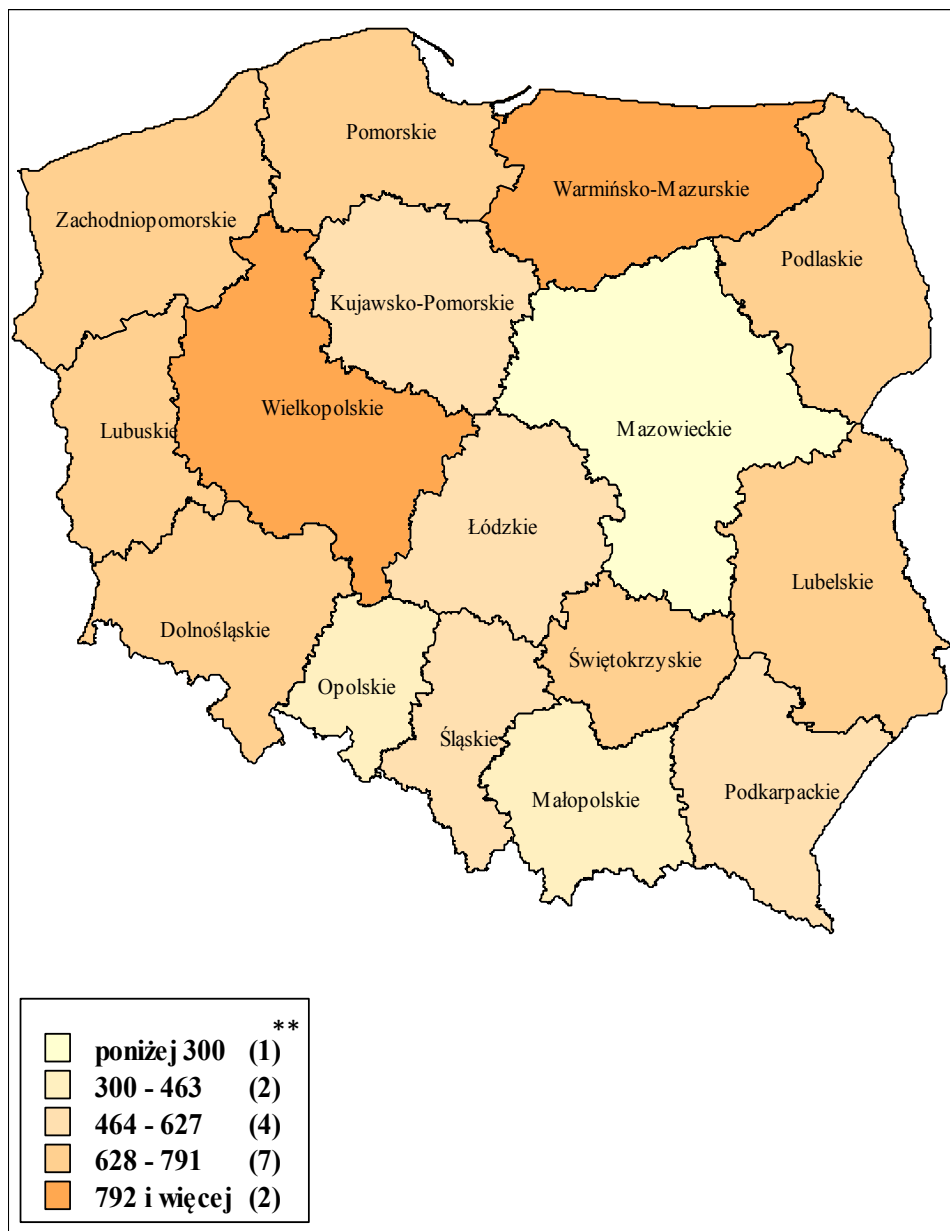 Pomorskie
Warmińsko-Mazurskie
Zachodniopomorskie
Podlaskie
Kujawsko-Pomorskie
Wielkopolskie
Lubuskie
Mazowieckie
Łódzkie
Lubelskie
Dolnośląskie
Świętokrzyskie
Opolskie
Śląskie
Podkarpackie
Małopolskie
**
poniżej 300 (1)
300 - 463 (2)
464 - 627 (4)
628 - 791 (7)
792 i więcej (2)